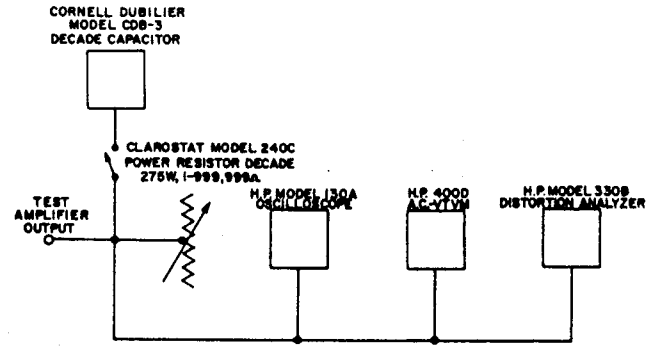 CORNELL DUBILIER
MODEL CDB-3
DECADE CAPACITOR
CLAROSTAT MODEL 240C
POWER RESISTOR DECADE
275W, 1-999,999Ω
TEST
AMPLIFIER
OUTPUT
H.P. MODEL 130A
OSCILLOSCOPE
H.P. 400D
A.C.-VTVM
H.P. MODEL 330B
DISTORTION ANALYZER